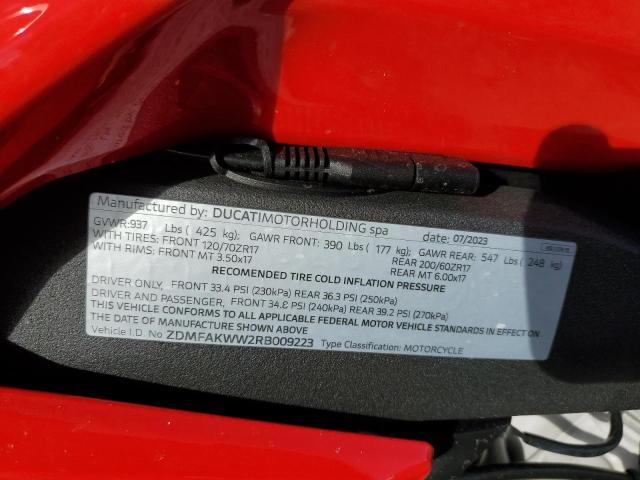 Manufactured by: DUCATIMOTORHOLDING spa date: 07/2023
GVWR:937 Lbs ( 425 kg); GAWR FRONT: 390 Lbs ( 177 kg); GAWR REAR: 547 Lbs ( 248 kg)
WITH TIRES: FRONT 120/70ZR17 REAR 200/60ZR17
WITH RIMS: FRONT MT 3.50x17 REAR MT 6.00x17
RECOMENDED TIRE COLD INFLATION PRESSURE
DRIVER ONLY, FRONT 33.4 PSI (230kPa) REAR 36.3 PSI (250kPa)
DRIVER AND PASSENGER, FRONT 34.8 PSI (240kPa) REAR 39.2 PSI (270kPa)
THIS VEHICLE CONFORMS TO ALL APPLICABLE FEDERAL MOTOR VEHICLE STANDARDS IN EFFECT ON
THE DATE OF MANUFACTURE SHOWN ABOVE
Vehicle I.D. No ZDMFAKWW2RB009223 Type Classification: MOTORCYCLE